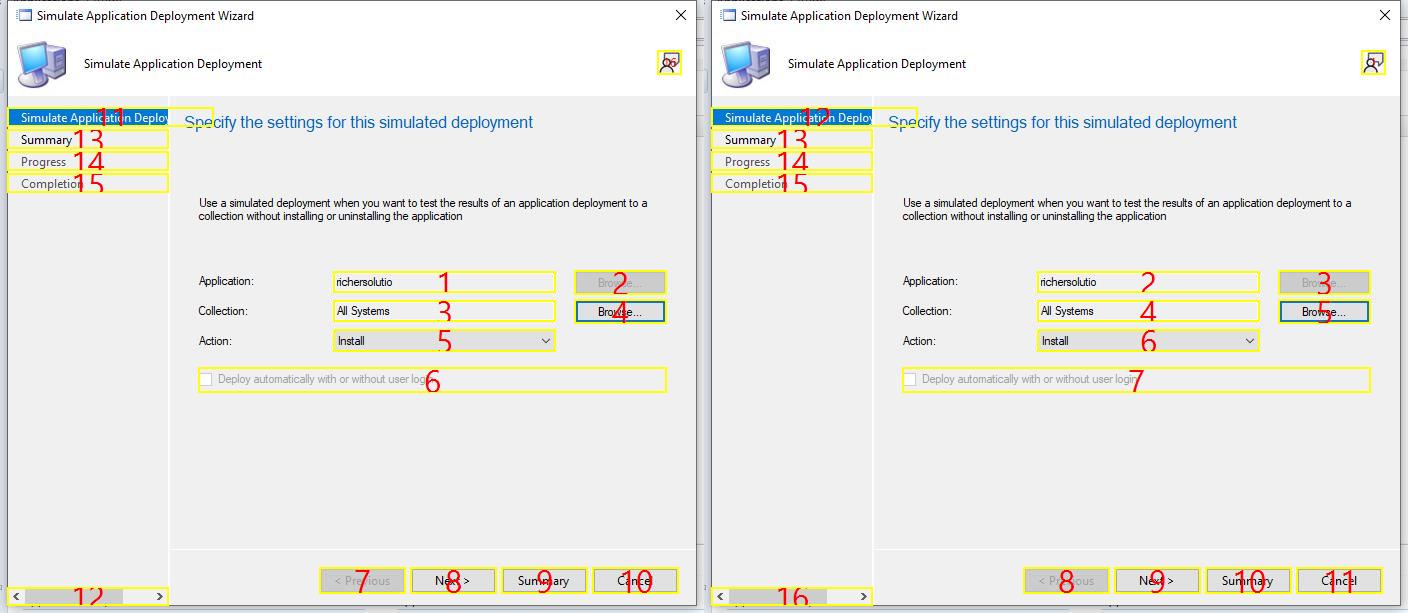 Simulate Application Deployment Wizard
Simulate Application Deployment
16
Simulate Application Deploy
11
Specify the settings for this simulated deployment
Summary 13
Progress 14
Completion 15
Use a simulated deployment when you want to test the results of an application deployment to a
collection without installing or uninstalling the application
Application: richersolutio 1 Browse... 2
Collection: All Systems 3 Browse... 4
Action: Install 5
Deploy automatically with or without user login 6
< Previous 7 Next > 8 Summary 9 Cancel 10
12
Simulate Application Deployment Wizard
Simulate Application Deployment
Simulate Application Deploy
12
Specify the settings for this simulated deployment
Summary 13
Progress 14
Completion 15
Use a simulated deployment when you want to test the results of an application deployment to a
collection without installing or uninstalling the application
Application: richersolutio 2 Browse... 3
Collection: All Systems 4 Browse... 5
Action: Install 6
Deploy automatically with or without user login 7
< Previous 8 Next > 9 Summary 10 Cancel 11
16